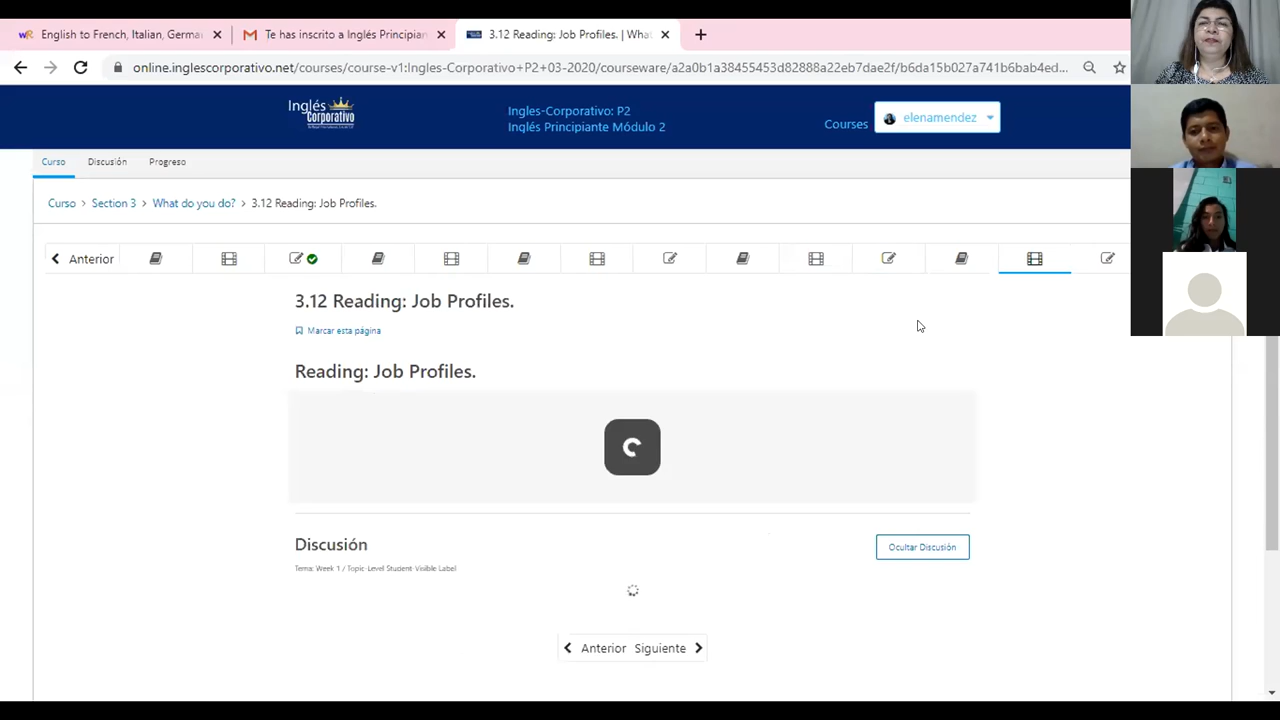 English to French, Italian, Germa
Te has inscrito a Inglés Principian
3.12 Reading: Job Profiles. | Wha
online.inglescorporativo.net/courses/course-v1:Ingles-Corporativo+P2+03-2020/courseware/a2a0b1a38455453d82888a22eb7dae2f/b6da15b027a741b6bab4ed...
Inglés
Corporativo
Ingles-Corporativo: P2
Inglés Principiante Módulo 2
Courses
elenamendez
Curso
Discusión
Progreso
Curso > Section 3 > What do you do? > 3.12 Reading: Job Profiles.
Anterior
3.12 Reading: Job Profiles.
Marcar esta página
Reading: Job Profiles.
Discusión
Ocultar Discusión
Tema: Week 1 / Topic-Level Student-Visible Label
Anterior Siguiente